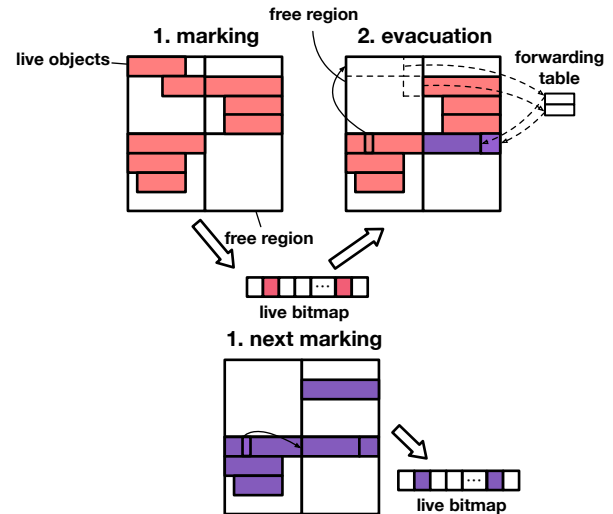 free region
1. marking
2. evacuation
live objects
forwarding
table
free region
...
live bitmap
1. next marking
...
live bitmap